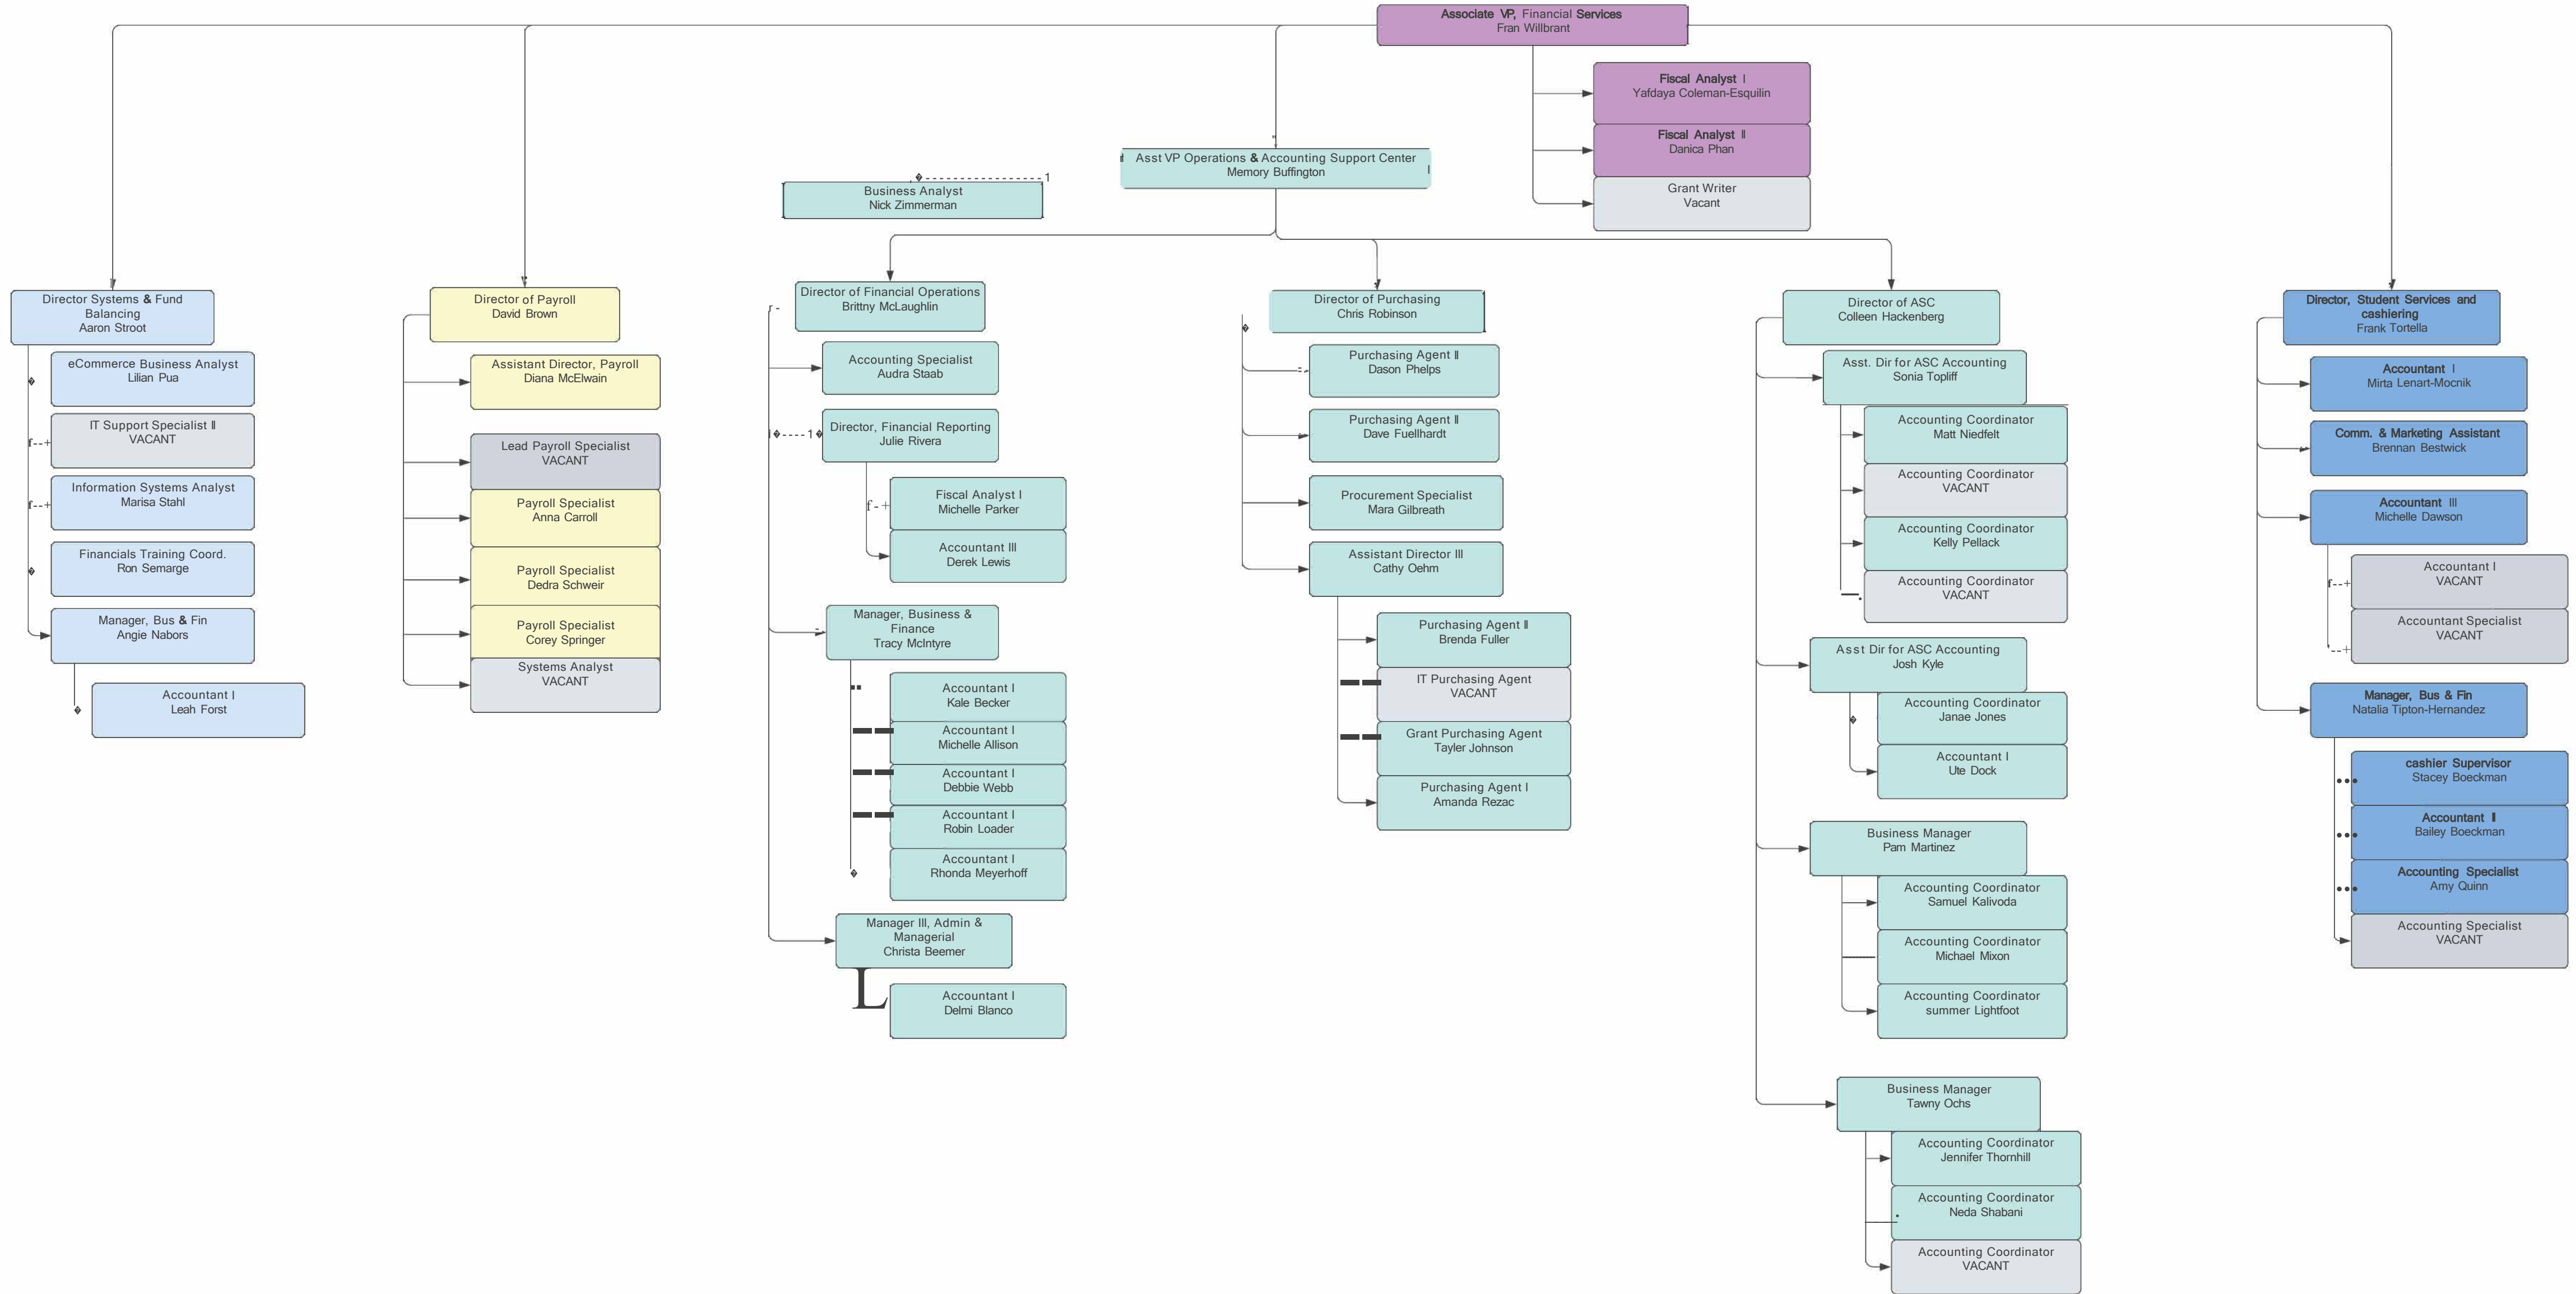 Associate VP, Financial Services
Fran Willbrant
Fiscal Analyst I
Yafdaya Coleman-Esquilin
Fiscal Analyst II
Danica Phan
Grant Writer
Vacant
Asst VP Operations & Accounting Support Center
Memory Buffington
Business Analyst
Nick Zimmerman
Director Systems & Fund
Balancing
Aaron Stroot
eCommerce Business Analyst
Lilian Pua
IT Support Specialist II
VACANT
Information Systems Analyst
Marisa Stahl
Financials Training Coord.
Ron Semarge
Manager, Bus & Fin
Angie Nabors
Accountant I
Leah Forst
Director of Payroll
David Brown
Assistant Director, Payroll
Diana McElwain
Lead Payroll Specialist
VACANT
Payroll Specialist
Anna Carroll
Payroll Specialist
Dedra Schweir
Payroll Specialist
Corey Springer
Systems Analyst
VACANT
Director of Financial Operations
Brittny McLaughlin
Accounting Specialist
Audra Staab
Director, Financial Reporting
Julie Rivera
Fiscal Analyst I
Michelle Parker
Accountant III
Derek Lewis
Manager, Business &
Finance
Tracy McIntyre
Accountant I
Kale Becker
Accountant I
Michelle Allison
Accountant I
Debbie Webb
Accountant I
Robin Loader
Accountant I
Rhonda Meyerhoff
Manager III, Admin &
Managerial
Christa Beemer
Accountant I
Delmi Blanco
Director of Purchasing
Chris Robinson
Purchasing Agent II
Dason Phelps
Purchasing Agent II
Dave Fuellhardt
Procurement Specialist
Mara Gilbreath
Assistant Director III
Cathy Oehm
Purchasing Agent II
Brenda Fuller
IT Purchasing Agent
VACANT
Grant Purchasing Agent
Tayler Johnson
Purchasing Agent I
Amanda Rezac
Director of ASC
Colleen Hackenberg
Asst. Dir for ASC Accounting
Sonia Topliff
Accounting Coordinator
Matt Niedfelt
Accounting Coordinator
VACANT
Accounting Coordinator
Kelly Pellack
Accounting Coordinator
VACANT
Asst Dir for ASC Accounting
Josh Kyle
Accounting Coordinator
Janae Jones
Accountant I
Ute Dock
Business Manager
Pam Martinez
Accounting Coordinator
Samuel Kalivoda
Accounting Coordinator
Michael Mixon
Accounting Coordinator
summer Lightfoot
Business Manager
Tawny Ochs
Accounting Coordinator
Jennifer Thornhill
Accounting Coordinator
Neda Shabani
Accounting Coordinator
VACANT
Director, Student Services and
cashiering
Frank Tortella
Accountant I
Mirta Lenart-Mocnik
Comm. & Marketing Assistant
Brennan Bestwick
Accountant III
Michelle Dawson
Accountant I
VACANT
Accountant Specialist
VACANT
Manager, Bus & Fin
Natalia Tipton-Hernandez
cashier Supervisor
Stacey Boeckman
Accountant II
Bailey Boeckman
Accounting Specialist
Amy Quinn
Accounting Specialist
VACANT